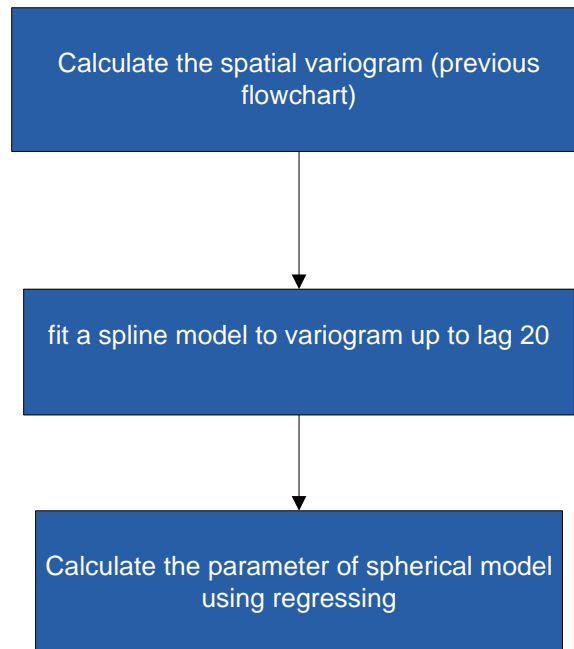 Calculate the spatial variogram (previous
flowchart)
fit a spline model to variogram up to lag 20
Calculate the parameter of spherical model
using regressing